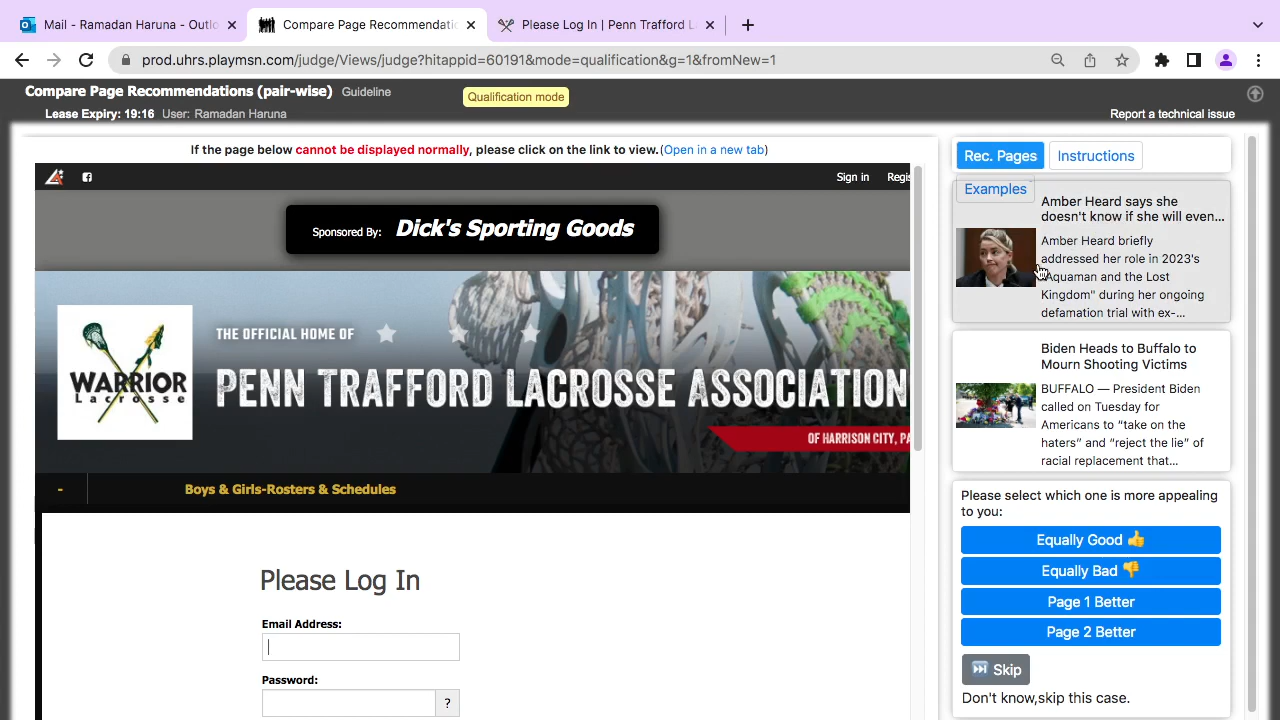 Mail - Ramadan Haruna - Outlo
Compare Page Recommendatio
Please Log In | Penn Trafford L
prod.uhrs.playmsn.com/judge/Views/judge?hitappid=60191&mode=qualification&g=1&fromNew=1
Compare Page Recommendations (pair-wise) Guideline
Qualification mode
Lease Expiry: 19:16 User: Ramadan Haruna
Report a technical issue
If the page below cannot be displayed normally, please click on the link to view.(Open in a new tab)
Sign in Regis
Sponsored By: Dick's Sporting Goods
THE OFFICIAL HOME OF
WARRIOR
Lacrosse
PENN TRAFFORD LACROSSE ASSOCIATION
OF HARRISON CITY, PA
- Boys & Girls-Rosters & Schedules
Please Log In
Email Address:
Password:
?
Rec. Pages Instructions
Examples
Amber Heard says she
doesn't know if she will even...
Amber Heard briefly
addressed her role in 2023's
"Aquaman and the Lost
Kingdom" during her ongoing
defamation trial with ex-...
Biden Heads to Buffalo to
Mourn Shooting Victims
BUFFALO — President Biden
called on Tuesday for
Americans to “take on the
haters” and “reject the lie” of
racial replacement that...
Please select which one is more appealing
to you:
Equally Good 👍
Equally Bad 👎
Page 1 Better
Page 2 Better
⏭ Skip
Don't know,skip this case.